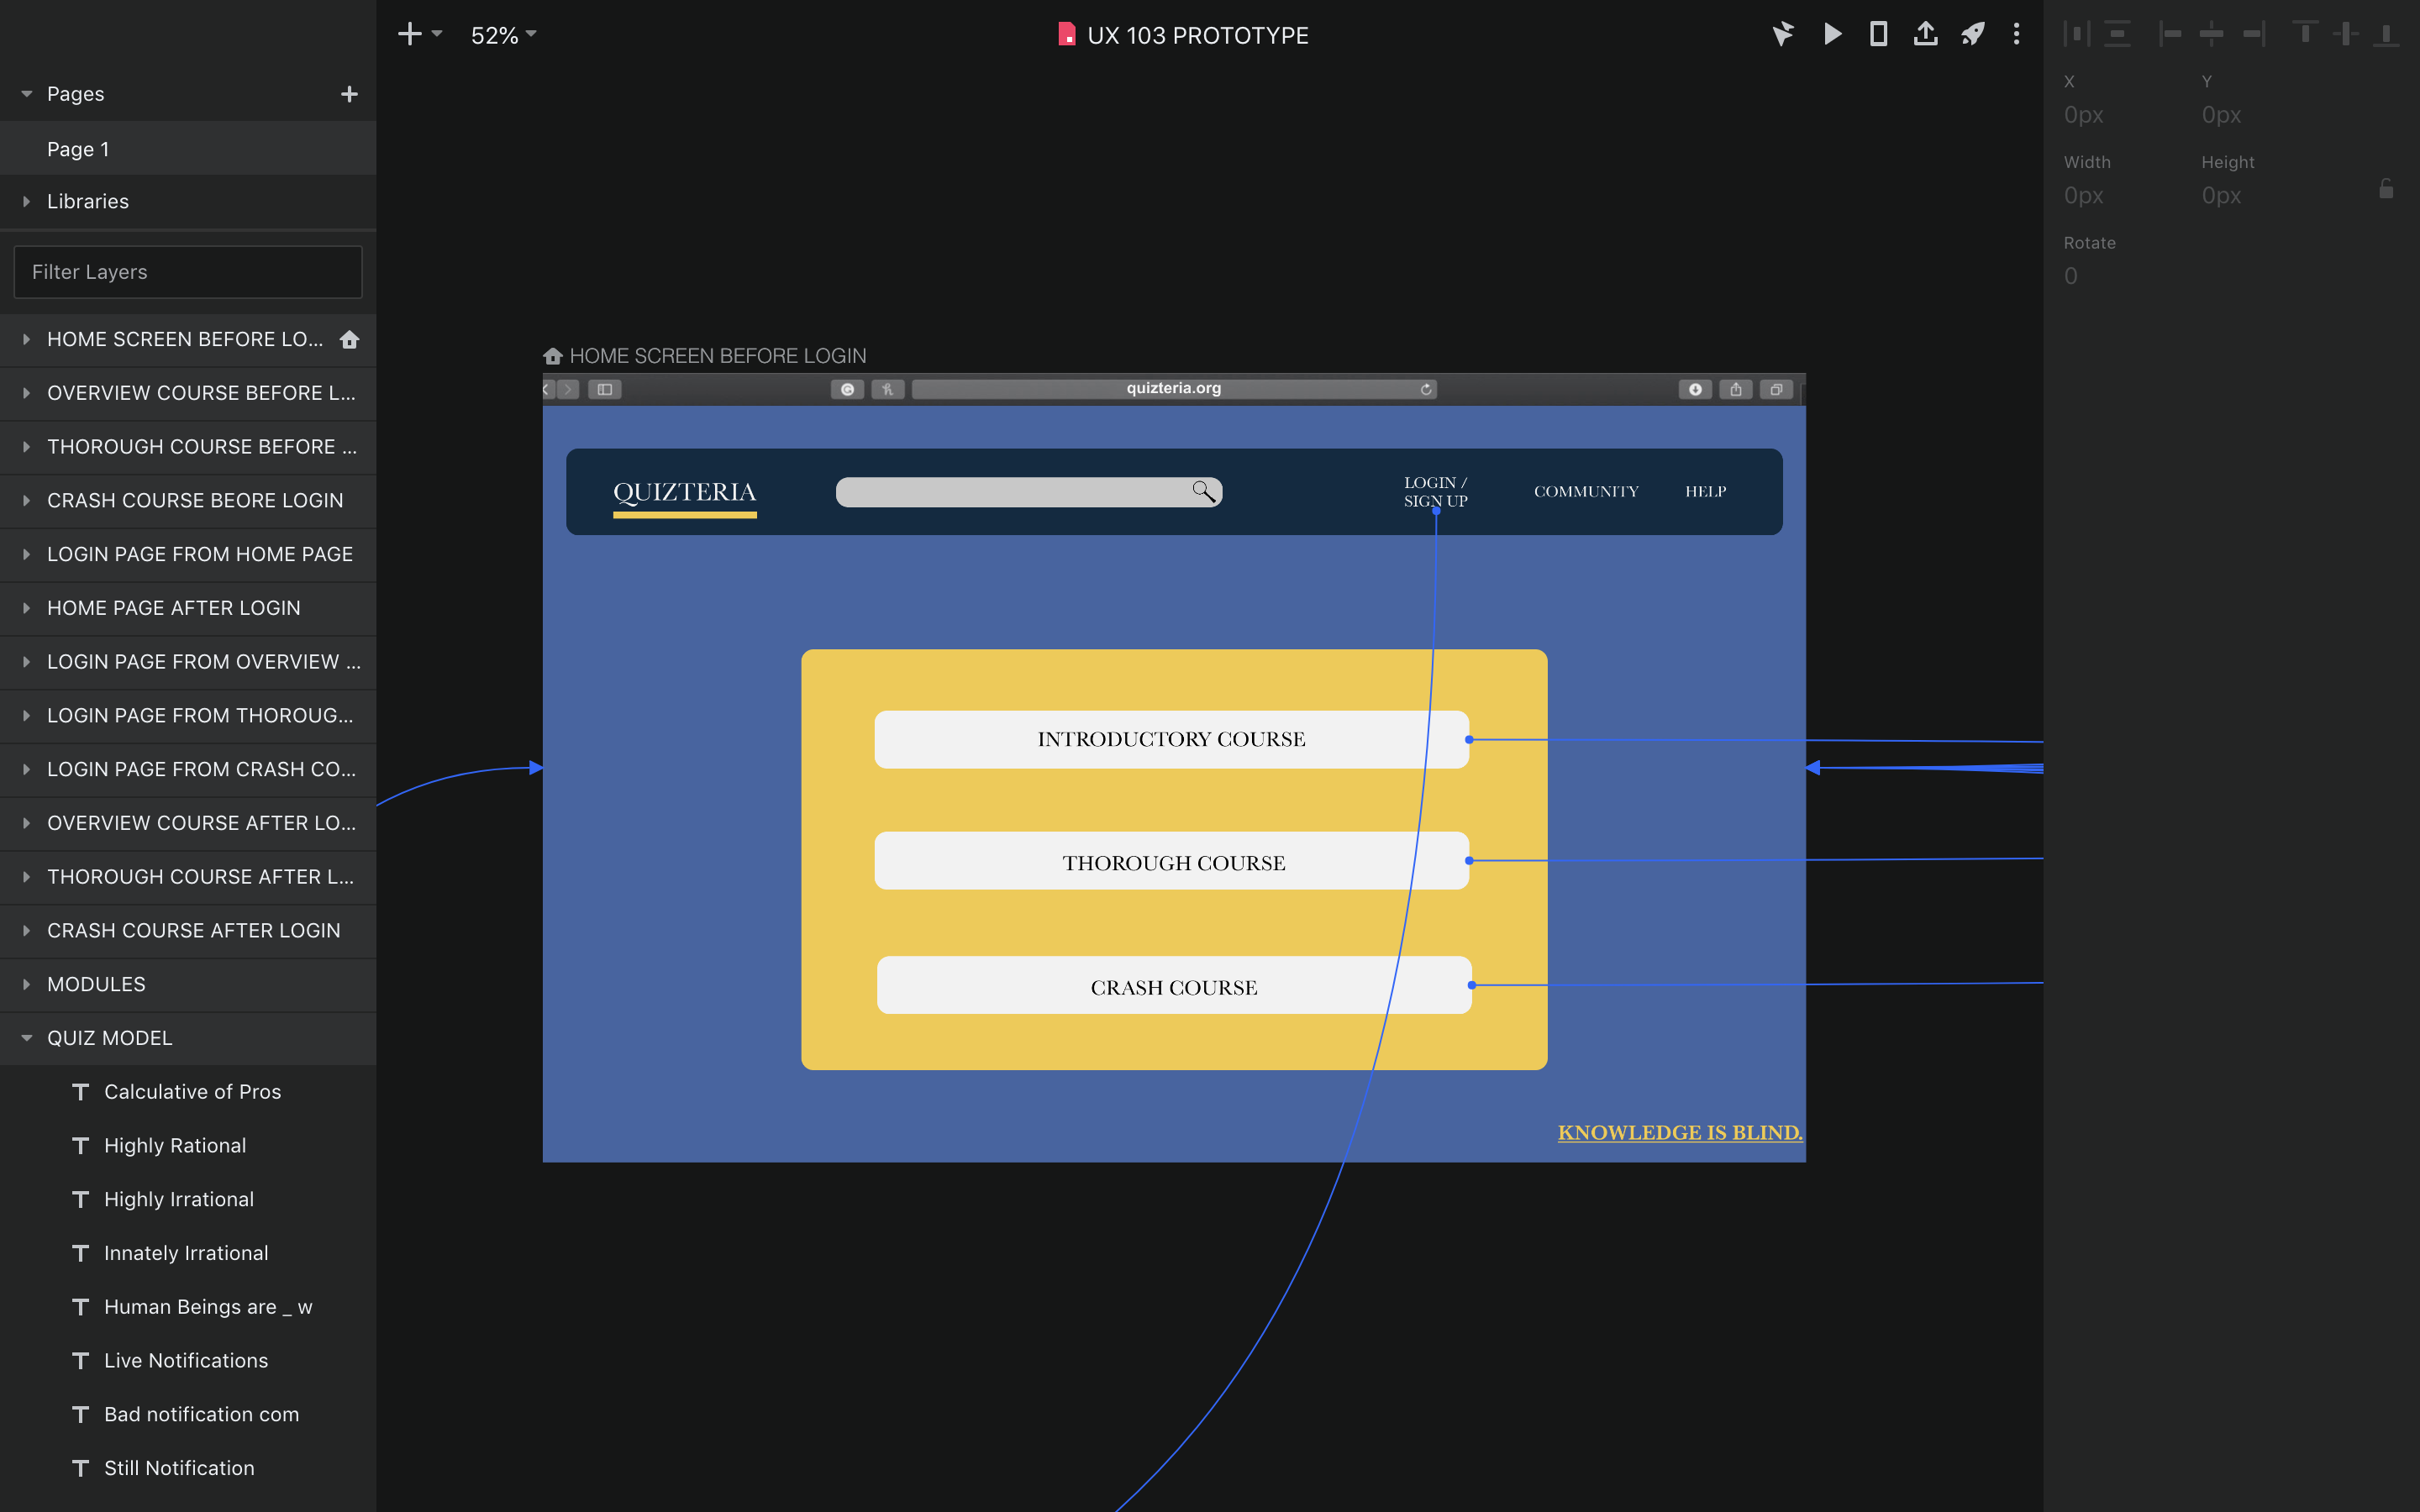 52%
UX 103 PROTOTYPE
Pages
Page 1
Libraries
Filter Layers
HOME SCREEN BEFORE LO...
OVERVIEW COURSE BEFORE L...
THOROUGH COURSE BEFORE ...
CRASH COURSE BEORE LOGIN
LOGIN PAGE FROM HOME PAGE
HOME PAGE AFTER LOGIN
LOGIN PAGE FROM OVERVIEW ...
LOGIN PAGE FROM THOROUG...
LOGIN PAGE FROM CRASH CO...
OVERVIEW COURSE AFTER LO...
THOROUGH COURSE AFTER L...
CRASH COURSE AFTER LOGIN
MODULES
QUIZ MODEL
Calculative of Pros
Highly Rational
Highly Irrational
Innately Irrational
Human Beings are _ w
Live Notifications
Bad notification com
Still Notification
HOME SCREEN BEFORE LOGIN
quizteria.org
QUIZTERIA
LOGIN /
SIGN UP
COMMUNITY
HELP
INTRODUCTORY COURSE
THOROUGH COURSE
CRASH COURSE
KNOWLEDGE IS BLIND.
X Y
0px 0px
Width Height
0px 0px
Rotate
0